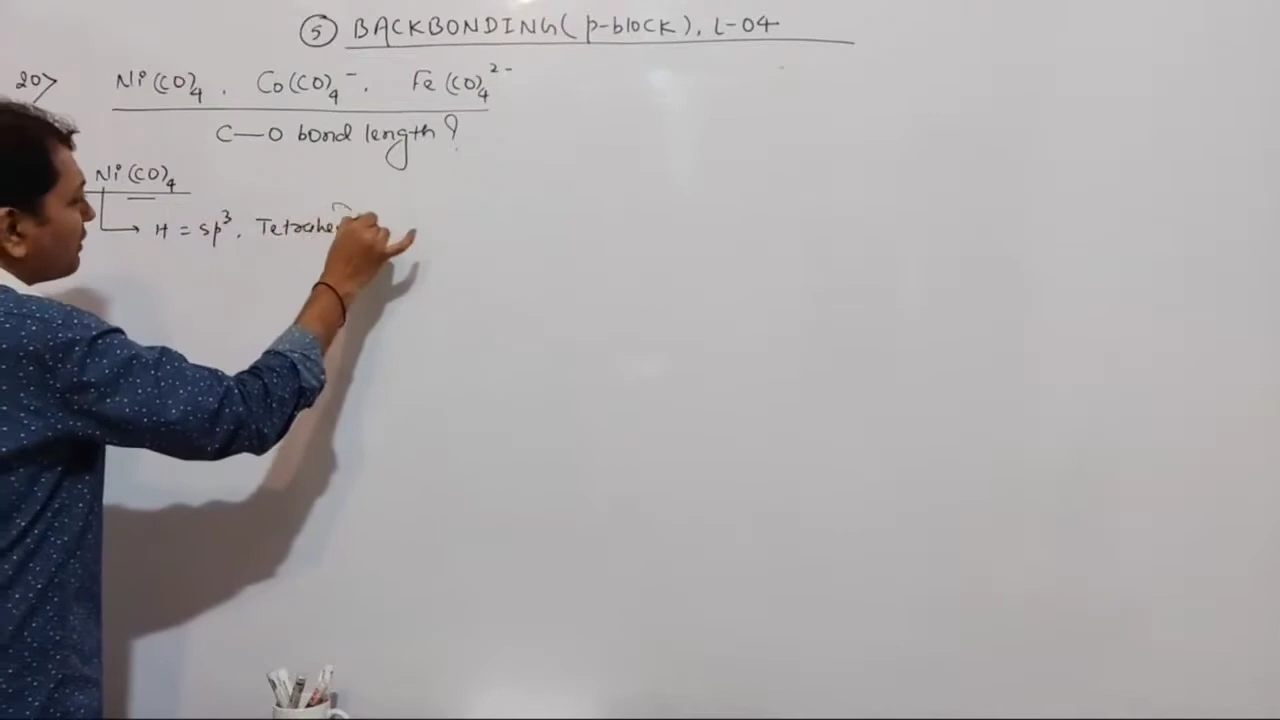 ⑤ BACKBONDING (p-block), L-04
20> Ni(CO)₄, Co(CO)₄⁻, Fe(CO)₄²⁻
C—O bond length?
Ni(CO)₄
H = sp³, Tetrahe